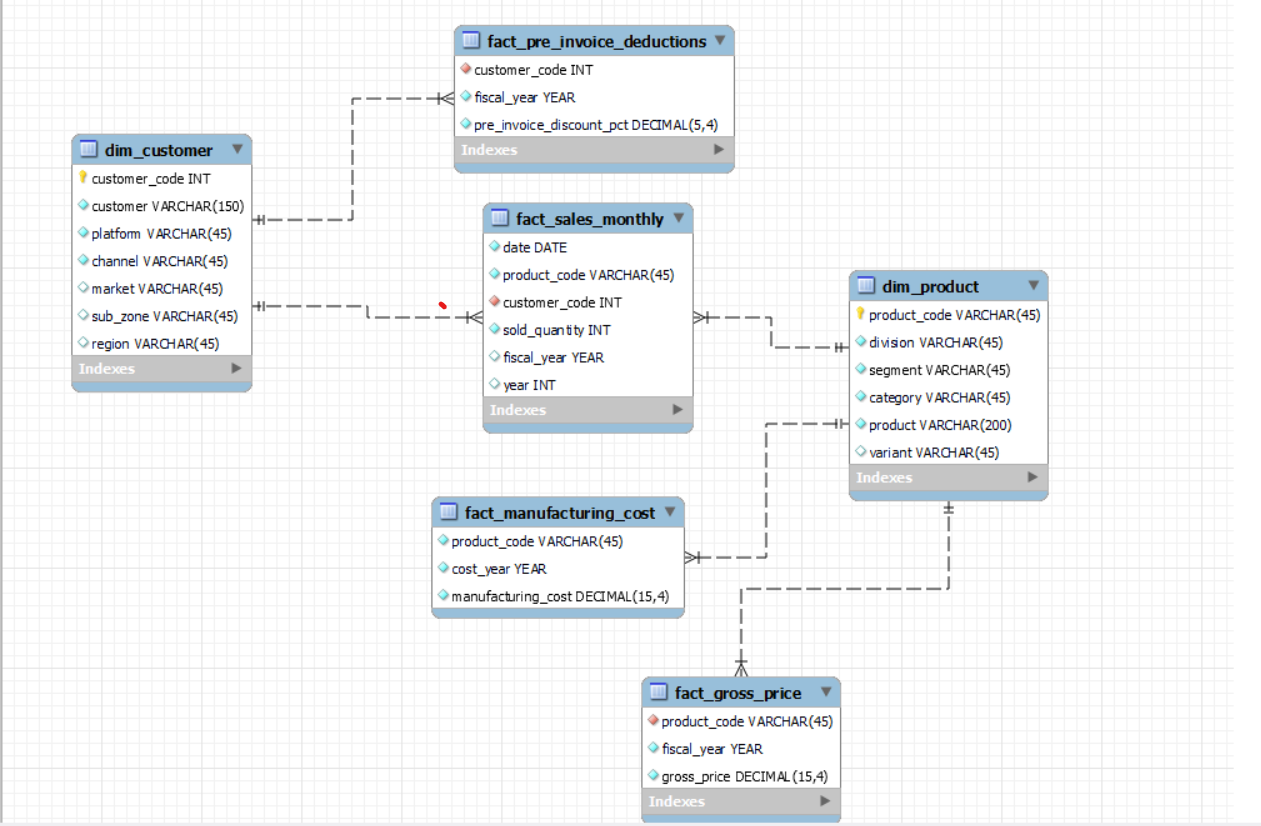 fact_pre_invoice_deductions
customer_code INT
fiscal_year YEAR
pre_invoice_discount_pct DECIMAL(5,4)
Indexes
dim_customer
customer_code INT
customer VARCHAR(150)
platform VARCHAR(45)
channel VARCHAR(45)
market VARCHAR(45)
sub_zone VARCHAR(45)
region VARCHAR(45)
Indexes
fact_sales_monthly
date DATE
product_code VARCHAR(45)
customer_code INT
sold_quantity INT
fiscal_year YEAR
year INT
Indexes
dim_product
product_code VARCHAR(45)
division VARCHAR(45)
segment VARCHAR(45)
category VARCHAR(45)
product VARCHAR(200)
variant VARCHAR(45)
Indexes
fact_manufacturing_cost
product_code VARCHAR(45)
cost_year YEAR
manufacturing_cost DECIMAL(15,4)
fact_gross_price
product_code VARCHAR(45)
fiscal_year YEAR
gross_price DECIMAL(15,4)
Indexes